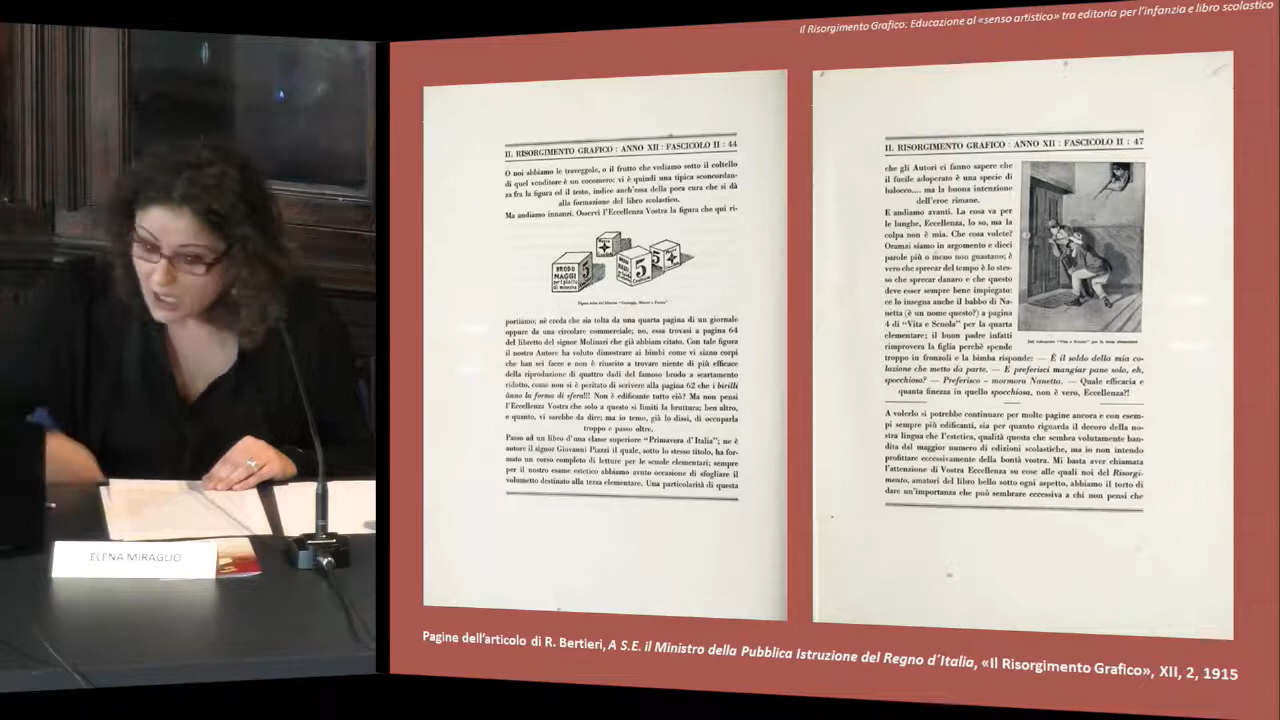 Il Risorgimento Grafico: Educazione al «senso artistico» tra editoria per l'infanzia e libro scolastico
IL RISORGIMENTO GRAFICO : ANNO XII : FASCICOLO II : 44
O noi abbiamo le traveggole, o il frutto che vediamo sotto il coltello
di quel venditore è un cocomero: vi è quindi una tipica sconcordan-
za fra la figura ed il testo, indice anch'essa della poca cura che si dà
alla formazione del libro scolastico.
Ma andiamo innanzi. Osservi l'Eccellenza Vostra la figura che qui ri-
BRODO
MAGGI
per 1 piatto
di minestra
5
5
5
portiamo; nè creda che sia tolta da una quarta pagina di un giornale
oppure da una circolare commerciale; no, essa trovasi a pagina 64
del libretto del signor Molinari che già abbiam citato. Con tale figura
il nostro Autore ha voluto dimostrare ai bimbi come vi siano corpi
che han sei facce e non è riuscito a trovare niente di più efficace
della riproduzione di quattro dadi del famoso brodo a scartamento
ridotto, come non si è peritato di scrivere alla pagina 62 che i birilli
ànno la forma di sfera!!! Non è edificante tutto ciò? Ma non pensi
l'Eccellenza Vostra che solo a questo si limiti la bruttura; ben altro,
e quanto, vi sarebbe da dire; ma io temo, già lo dissi, di occuparla
troppo e passo oltre.
Passo ad un libro d'una classe superiore "Primavera d'Italia"; ne è
autore il signor Giovanni Piazzi il quale, sotto lo stesso titolo, ha for-
mato un corso completo di letture per le scuole elementari; sempre
per il nostro esame estetico abbiamo avuto occasione di sfogliare il
volumetto destinato alla terza elementare. Una particolarità di questa
IL RISORGIMENTO GRAFICO : ANNO XII : FASCICOLO II : 47
che gli Autori ci fanno sapere che
il fucile adoperato è una specie di
balocco.... ma la buona intenzione
dell'eroe rimane.
E andiamo avanti. La cosa va per
le lunghe, Eccellenza, lo so, ma la
colpa non è mia. Che cosa volete?
Oramai siamo in argomento e dieci
parole più o meno non guastano; è
vero che sprecar del tempo è lo stes-
so che sprecar danaro e che questo
deve esser sempre bene impiegato:
ce lo insegna anche il babbo di Na-
netta (è un nome questo?) a pagina
4 di "Vita e Scuola" per la quarta
elementare; il buon padre infatti
rimprovera la figlia perchè spende
troppo in fronzoli e la bimba risponde: — È il soldo della mia co-
lazione che metto da parte. — E preferisci mangiar pane solo, eh,
spocchiosa? — Preferisco - mormora Nanetta. — Quale efficacia e
quanta finezza in quello spocchiosa, non è vero, Eccellenza?!
A volerlo si potrebbe continuare per molte pagine ancora e con esem-
pi sempre più edificanti, sia per quanto riguarda il decoro della no-
stra lingua che l'estetica, qualità questa che sembra volutamente ban-
dita dal maggior numero di edizioni scolastiche, ma io non intendo
profittare eccessivamente della bontà vostra. Mi basta aver chiamata
l'attenzione di Vostra Eccellenza su cose alle quali noi del Risorgi-
mento, amatori del libro bello sotto ogni aspetto, abbiamo il torto di
dare un'importanza che può sembrare eccessiva a chi non pensi che
Pagine dell'articolo di R. Bertieri, A S.E. il Ministro della Pubblica Istruzione del Regno d´Italia, «Il Risorgimento Grafico», XII, 2, 1915
ELENA MIRAGLIO